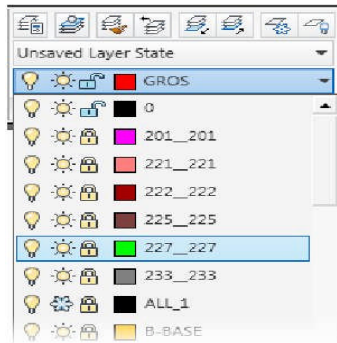 Unsaved Layer State
GROS
0
201__201
221__221
222__222
225__225
227__227
233__233
ALL_1
B-BASE